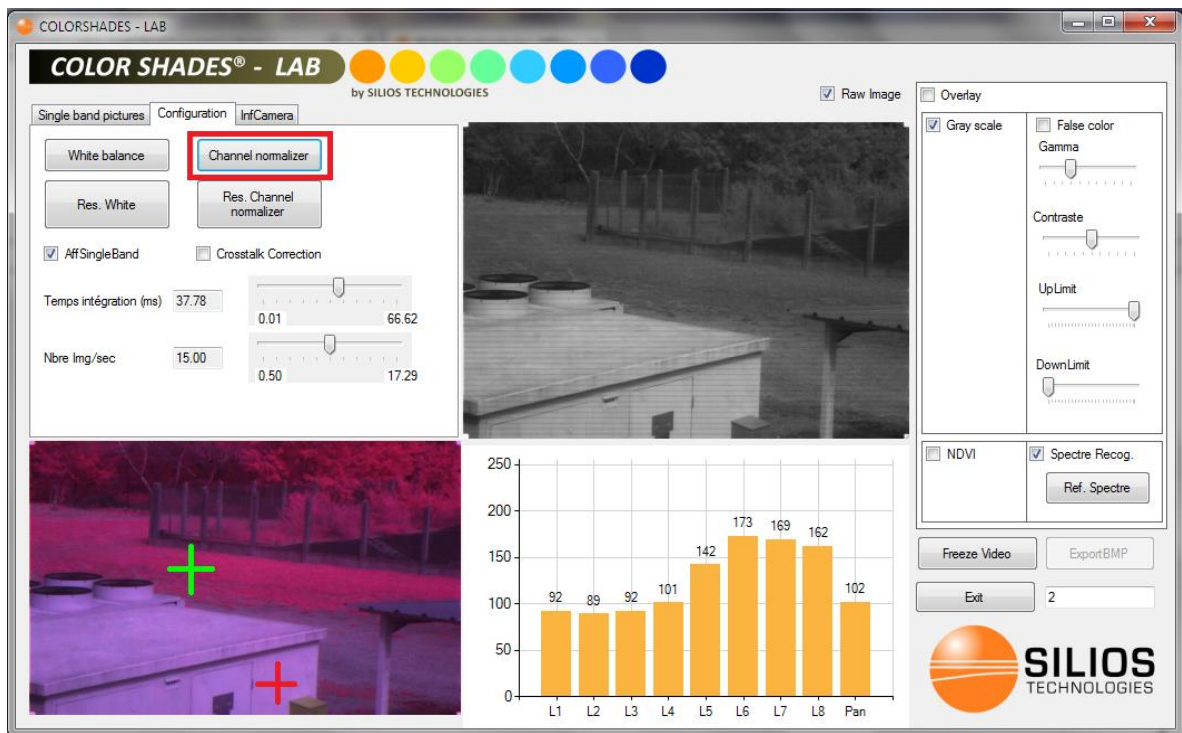 COLORSHADES - LAB
COLOR SHADES® - LAB
by SILIOS TECHNOLOGIES
Raw Image
Single band pictures
Configuration
InfCamera
White balance
Channel normalizer
Res. White
Res. Channel
normalizer
AffSingleBand
Crosstalk Correction
Temps intégration (ms)
37.78
0.01
66.62
Nbre Img/sec
15.00
0.50
17.29
Overlay
Gray scale
False color
Gamma
Contraste
UpLimit
DownLimit
NDVI
Spectre Recog.
Ref. Spectre
Freeze Video
ExportBMP
Exit
2
SILIOS
TECHNOLOGIES
250
200
150
100
50
0
92
89
92
101
142
173
169
162
102
L1
L2
L3
L4
L5
L6
L7
L8
Pan